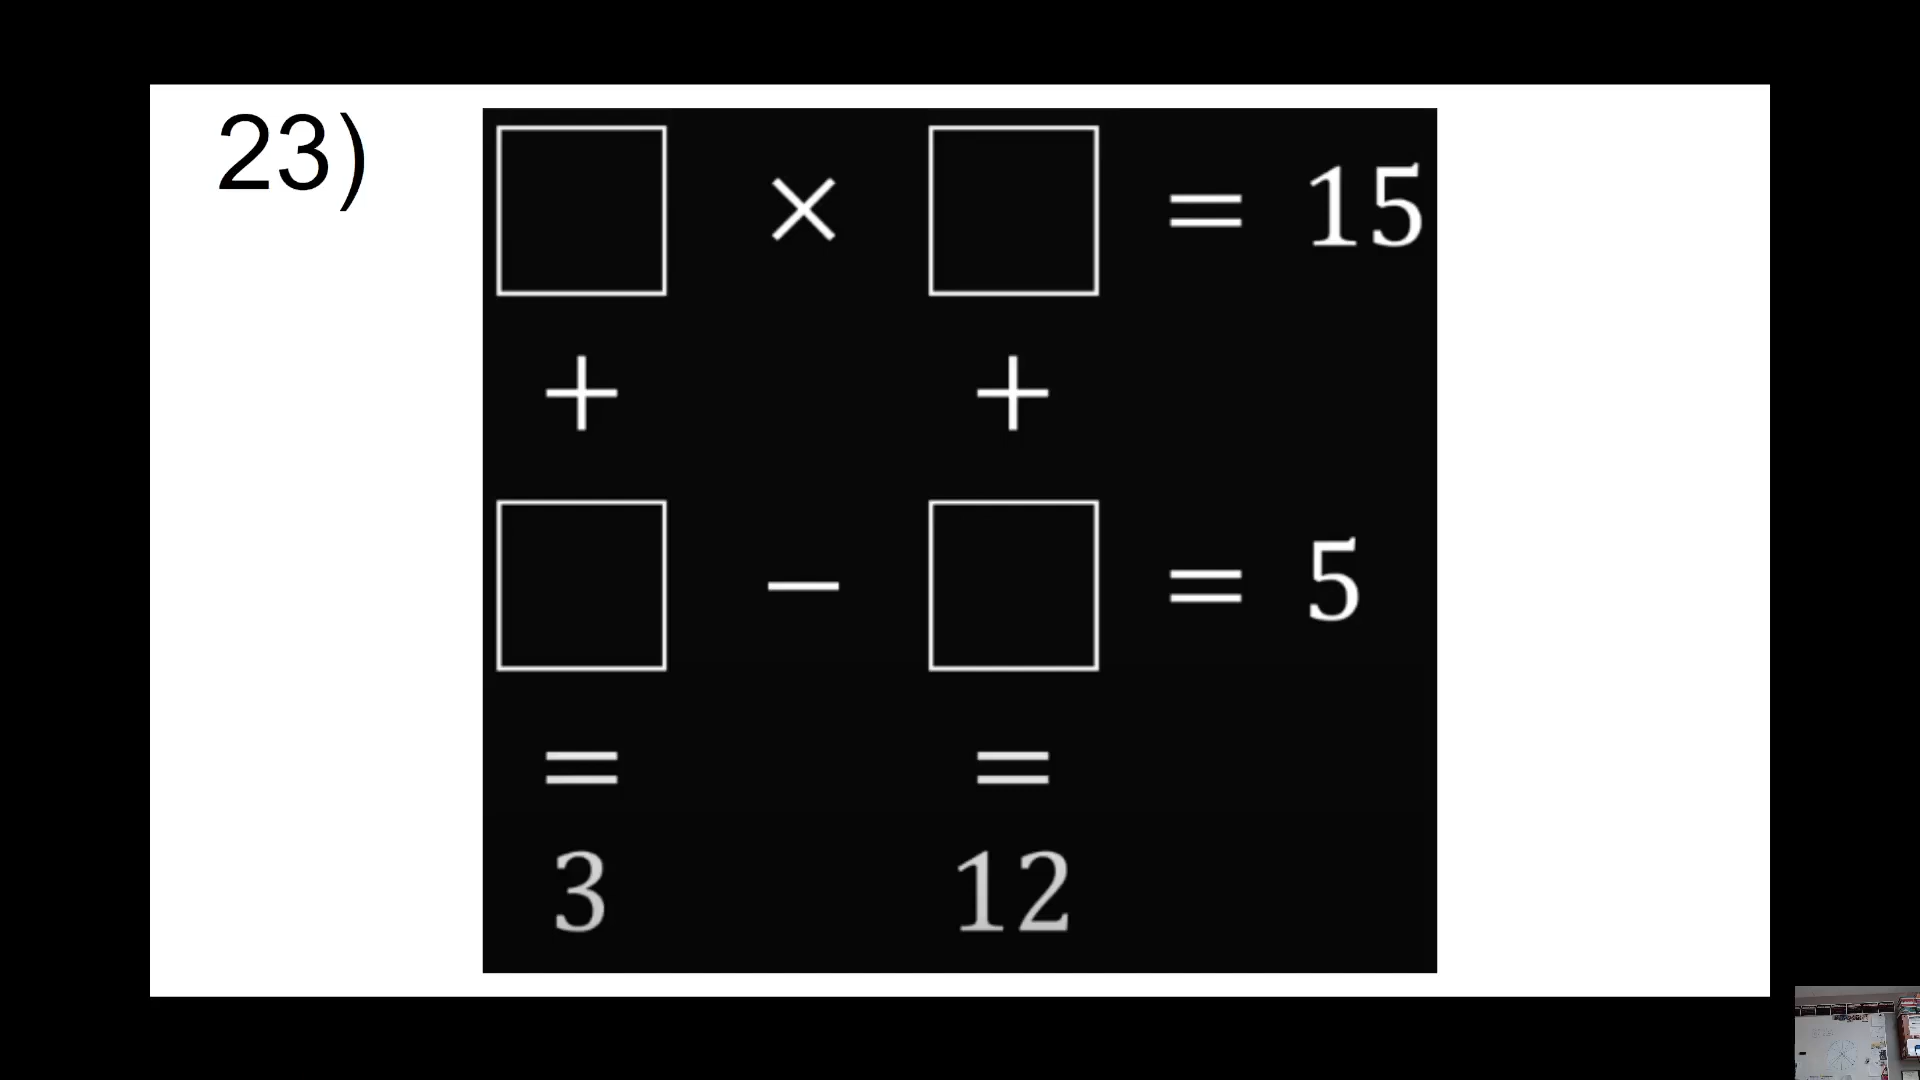 23)
× = 15
+ +
− = 5
= =
3 12